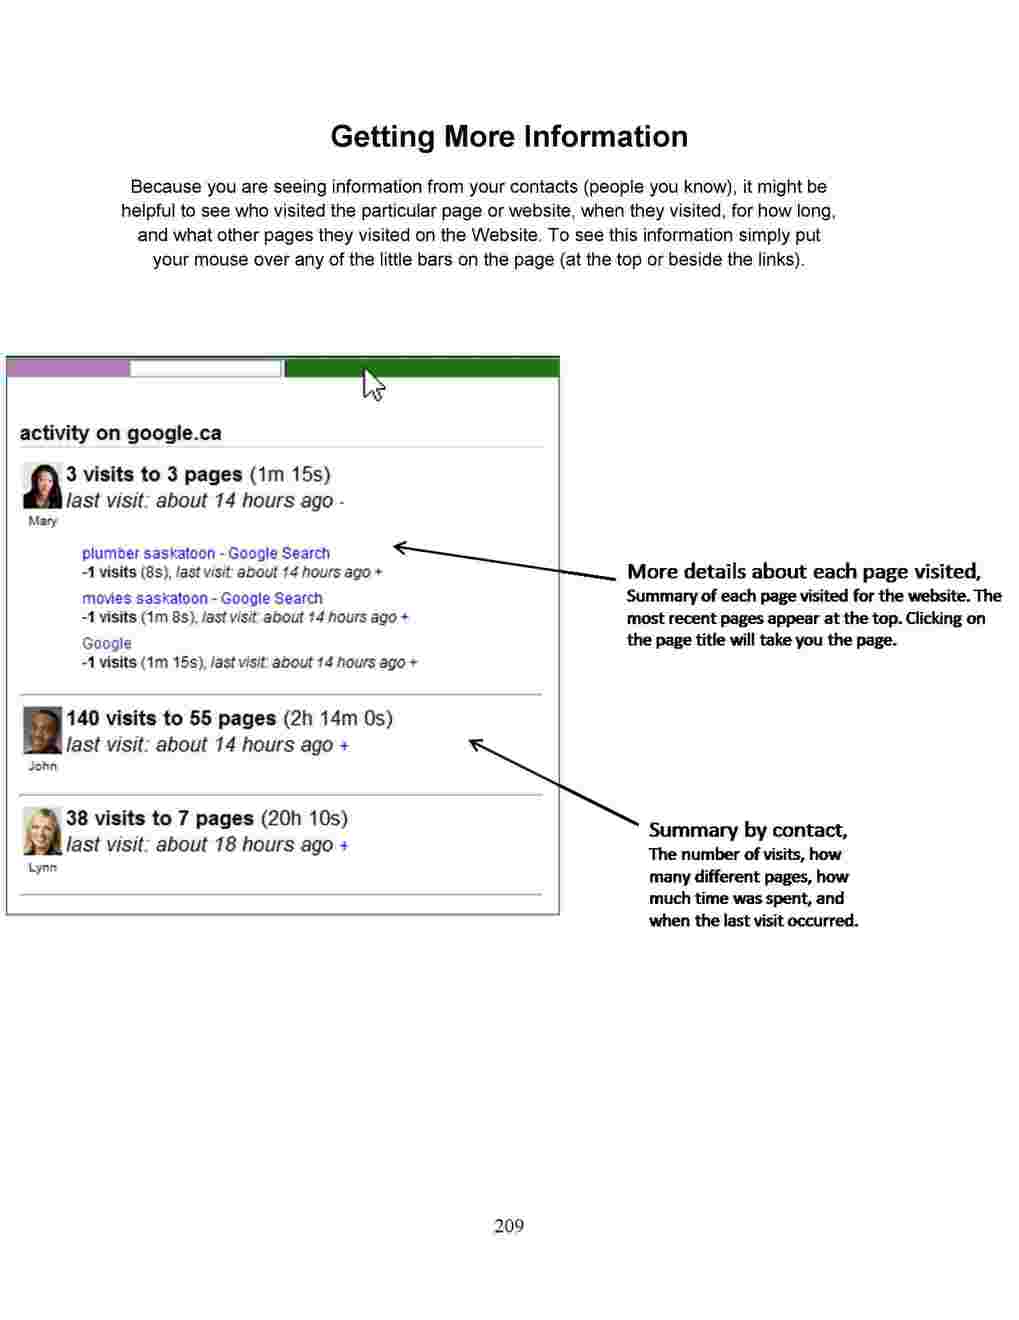 Getting More Information
Because you are seeing information from your contacts (people you know), it might be
helpful to see who visited the particular page or website, when they visited, for how long,
and what other pages they visited on the Website. To see this information simply put
your mouse over any of the little bars on the page (at the top or beside the links).
activity on google.ca
3 visits to 3 pages (1m 15s)
last visit: about 14 hours ago -
Mary
plumber saskatoon - Google Search
-1 visits (8s), last visit: about 14 hours ago +
movies saskatoon - Google Search
-1 visits (1m 8s), last visit: about 14 hours ago +
Google
-1 visits (1m 15s), last visit: about 14 hours ago +
More details about each page visited,
Summary of each page visited for the website. The
most recent pages appear at the top. Clicking on
the page title will take you the page.
140 visits to 55 pages (2h 14m 0s)
last visit: about 14 hours ago +
John
38 visits to 7 pages (20h 10s)
last visit: about 18 hours ago +
Lynn
Summary by contact,
The number of visits, how
many different pages, how
much time was spent, and
when the last visit occurred.
209